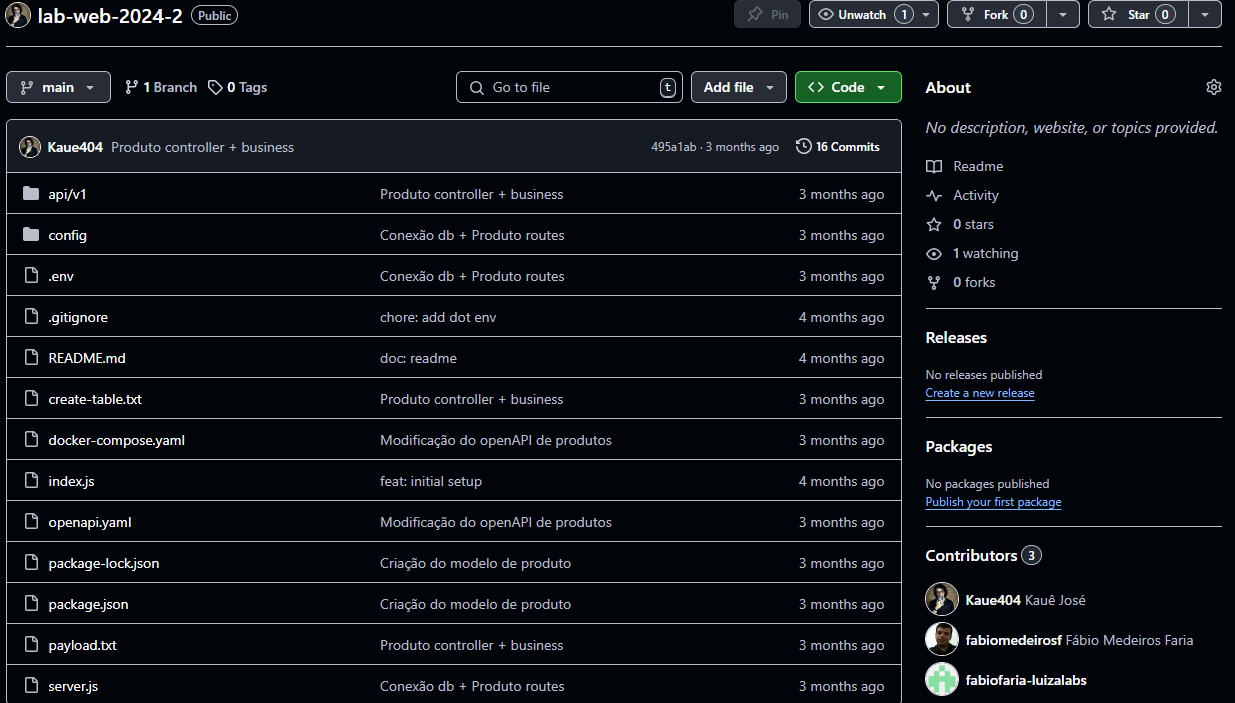 lab-web-2024-2 Public Pin Unwatch 1 Fork 0 Star 0
main 1 Branch 0 Tags Go to file t Add file Code
Kaue404 Produto controller + business 495a1ab · 3 months ago 16 Commits
api/v1 Produto controller + business 3 months ago
config Conexão db + Produto routes 3 months ago
.env Conexão db + Produto routes 3 months ago
.gitignore chore: add dot env 4 months ago
README.md doc: readme 4 months ago
create-table.txt Produto controller + business 3 months ago
docker-compose.yaml Modificação do openAPI de produtos 3 months ago
index.js feat: initial setup 4 months ago
openapi.yaml Modificação do openAPI de produtos 3 months ago
package-lock.json Criação do modelo de produto 3 months ago
package.json Criação do modelo de produto 3 months ago
payload.txt Produto controller + business 3 months ago
server.js Conexão db + Produto routes 3 months ago
About
No description, website, or topics provided.
Readme
Activity
0 stars
1 watching
0 forks
Releases
No releases published
Create a new release
Packages
No packages published
Publish your first package
Contributors 3
Kaue404 Kauê José
fabiomedeirosf Fábio Medeiros Faria
fabiofaria-luizalabs